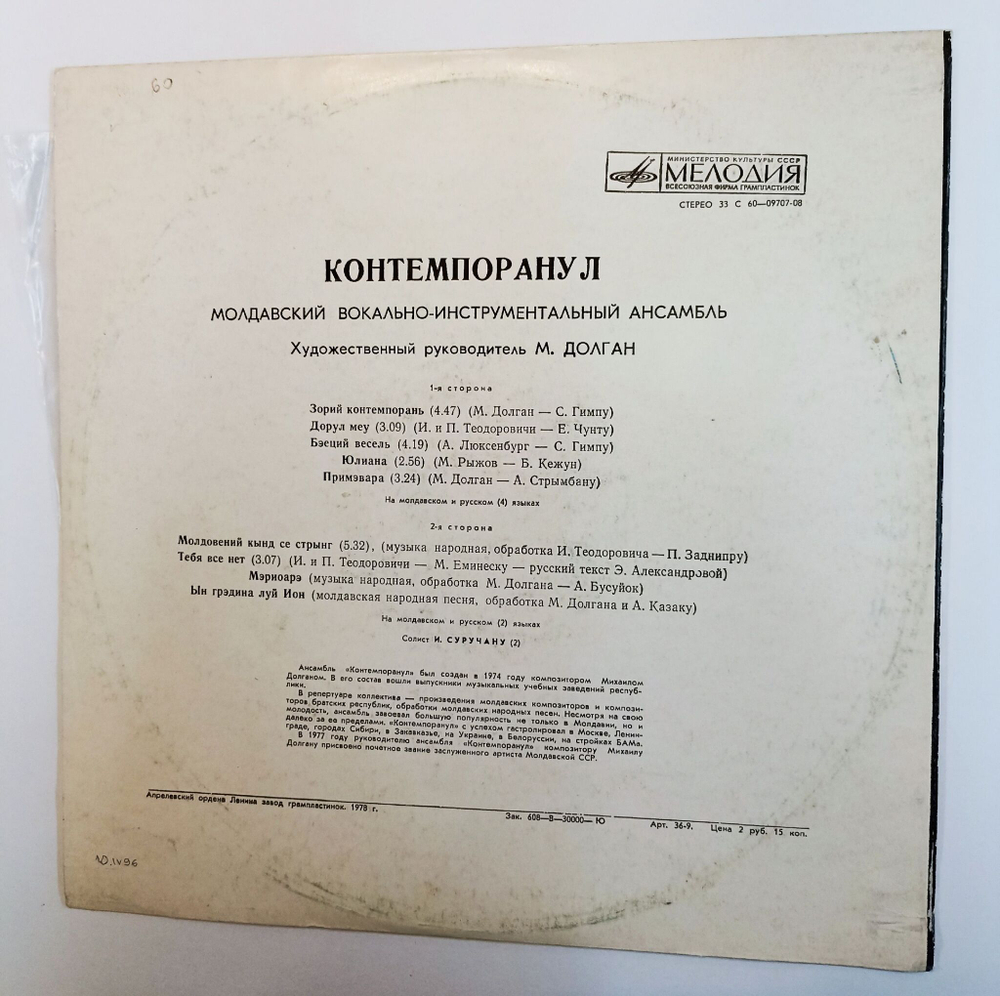 60
МИНИСТЕРСТВО КУЛЬТУРЫ СССР
МЕЛОДИЯ
ВСЕСОЮЗНАЯ ФИРМА ГРАМПЛАСТИНОК
СТЕРЕО 33 С 60—09707-08
КОНТЕМПОРАНУЛ
МОЛДАВСКИЙ ВОКАЛЬНО-ИНСТРУМЕНТАЛЬНЫЙ АНСАМБЛЬ
Художественный руководитель М. ДОЛГАН
1-я сторона
Зорий контемпорань (4.47) (М. Долган — С. Гимпу)
Дорул меу (3.09) (И. и П. Теодоровичи — Е. Чунту)
Бэеций весель (4.19) (А. Люксенбург — С. Гимпу)
Юлиана (2.56) (М. Рыжов — Б. Кежун)
Примэвара (3.24) (М. Долган — А. Стрымбану)
На молдавском и русском (4) языках
2-я сторона
Молдовений кынд се стрынг (5.32), (музыка народная, обработка И. Теодоровича — П. Заднипру)
Тебя все нет (3.07) (И. и П. Теодоровичи — М. Еминеску — русский текст Э. Александровой)
Мэриоарэ (музыка народная, обработка М. Долгана — А. Бусуйок)
Ын грэдина луй Ион (молдавская народная песня, обработка М. Долгана и А. Казаку)
На молдавском и русском (2) языках
Солист И. СУРУЧАНУ (2)
Ансамбль «Контемпоранул» был создан в 1974 году композитором Михаилом
Долганом. В его состав вошли выпускники музыкальных учебных заведений респуб-
лики.
В репертуаре коллектива — произведения молдавских композиторов и компози-
торов братских республик, обработки молдавских народных песен. Несмотря на свою
молодость, ансамбль завоевал большую популярность не только в Молдавии, но и
далеко за ее пределами. «Контемпоранул» с успехом гастролировал в Москве, Ленин-
граде, городах Сибири, в Закавказье, на Украине, в Белоруссии, на стройках БАМа.
В 1977 году руководителю ансамбля «Контемпоранул» композитору Михаилу
Долгану присвоено почетное звание заслуженного артиста Молдавской ССР.
Апрелевский ордена Ленина завод грампластинок. 1978 г.
Зак. 608—В—30000— Ю
Арт. 36-9. Цена 2 руб. 15 коп.
10.IV96